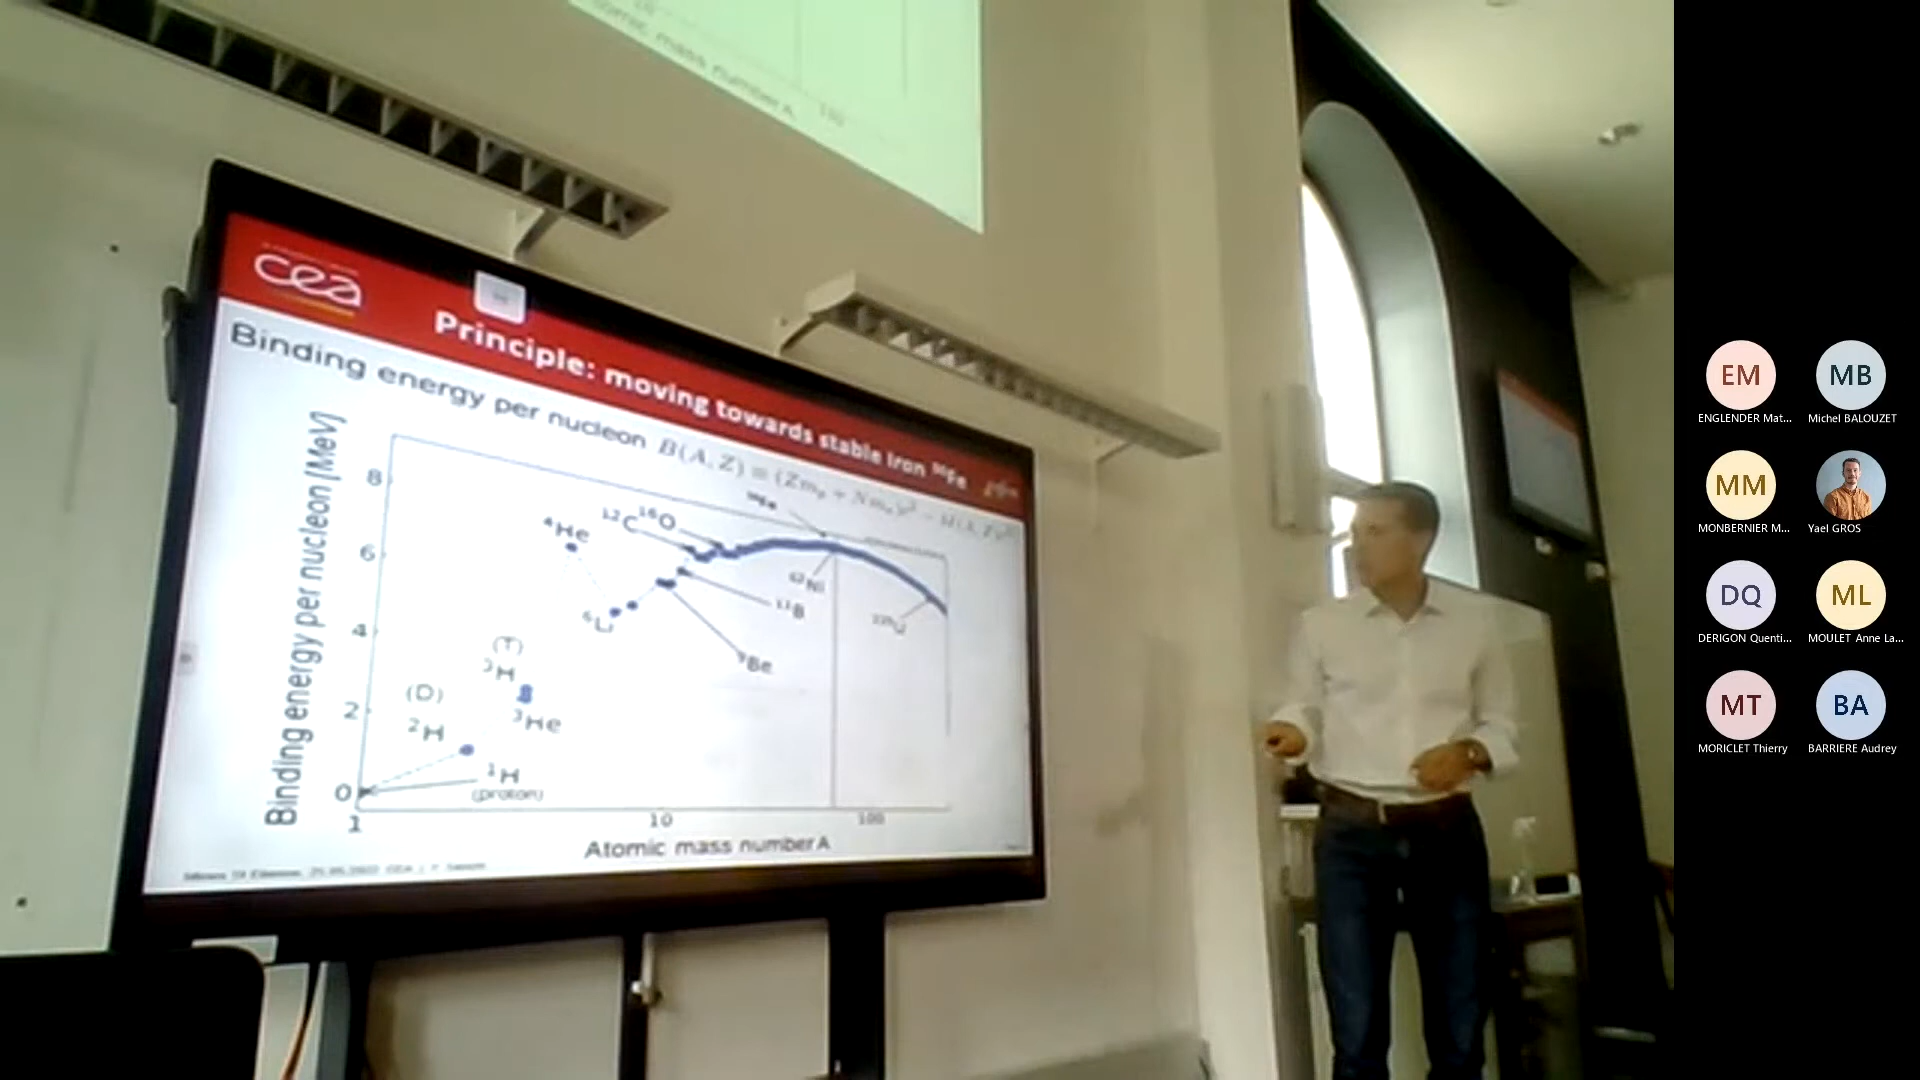 cea
Principle: moving towards stable Iron ⁵⁶Fe
Binding energy per nucleon B(A, Z) = (Zmₚ + Nmₙ)c² − M(A, Z)c²
Binding energy per nucleon [MeV]
8
6
4
2
0
1
10
100
Atomic mass number A
⁴He
¹²C
¹⁶O
⁵⁶Fe
⁶²Ni
¹¹B
⁶Li
⁹Be
(T)
³H
³He
(D)
²H
¹H
(proton)
EM
ENGLENDER Mat...
MB
Michel BALOUZET
MM
MONBERNIER M...
Yael GROS
DQ
DERIGON Quenti...
ML
MOULET Anne La...
MT
MORICLET Thierry
BA
BARRIERE Audrey